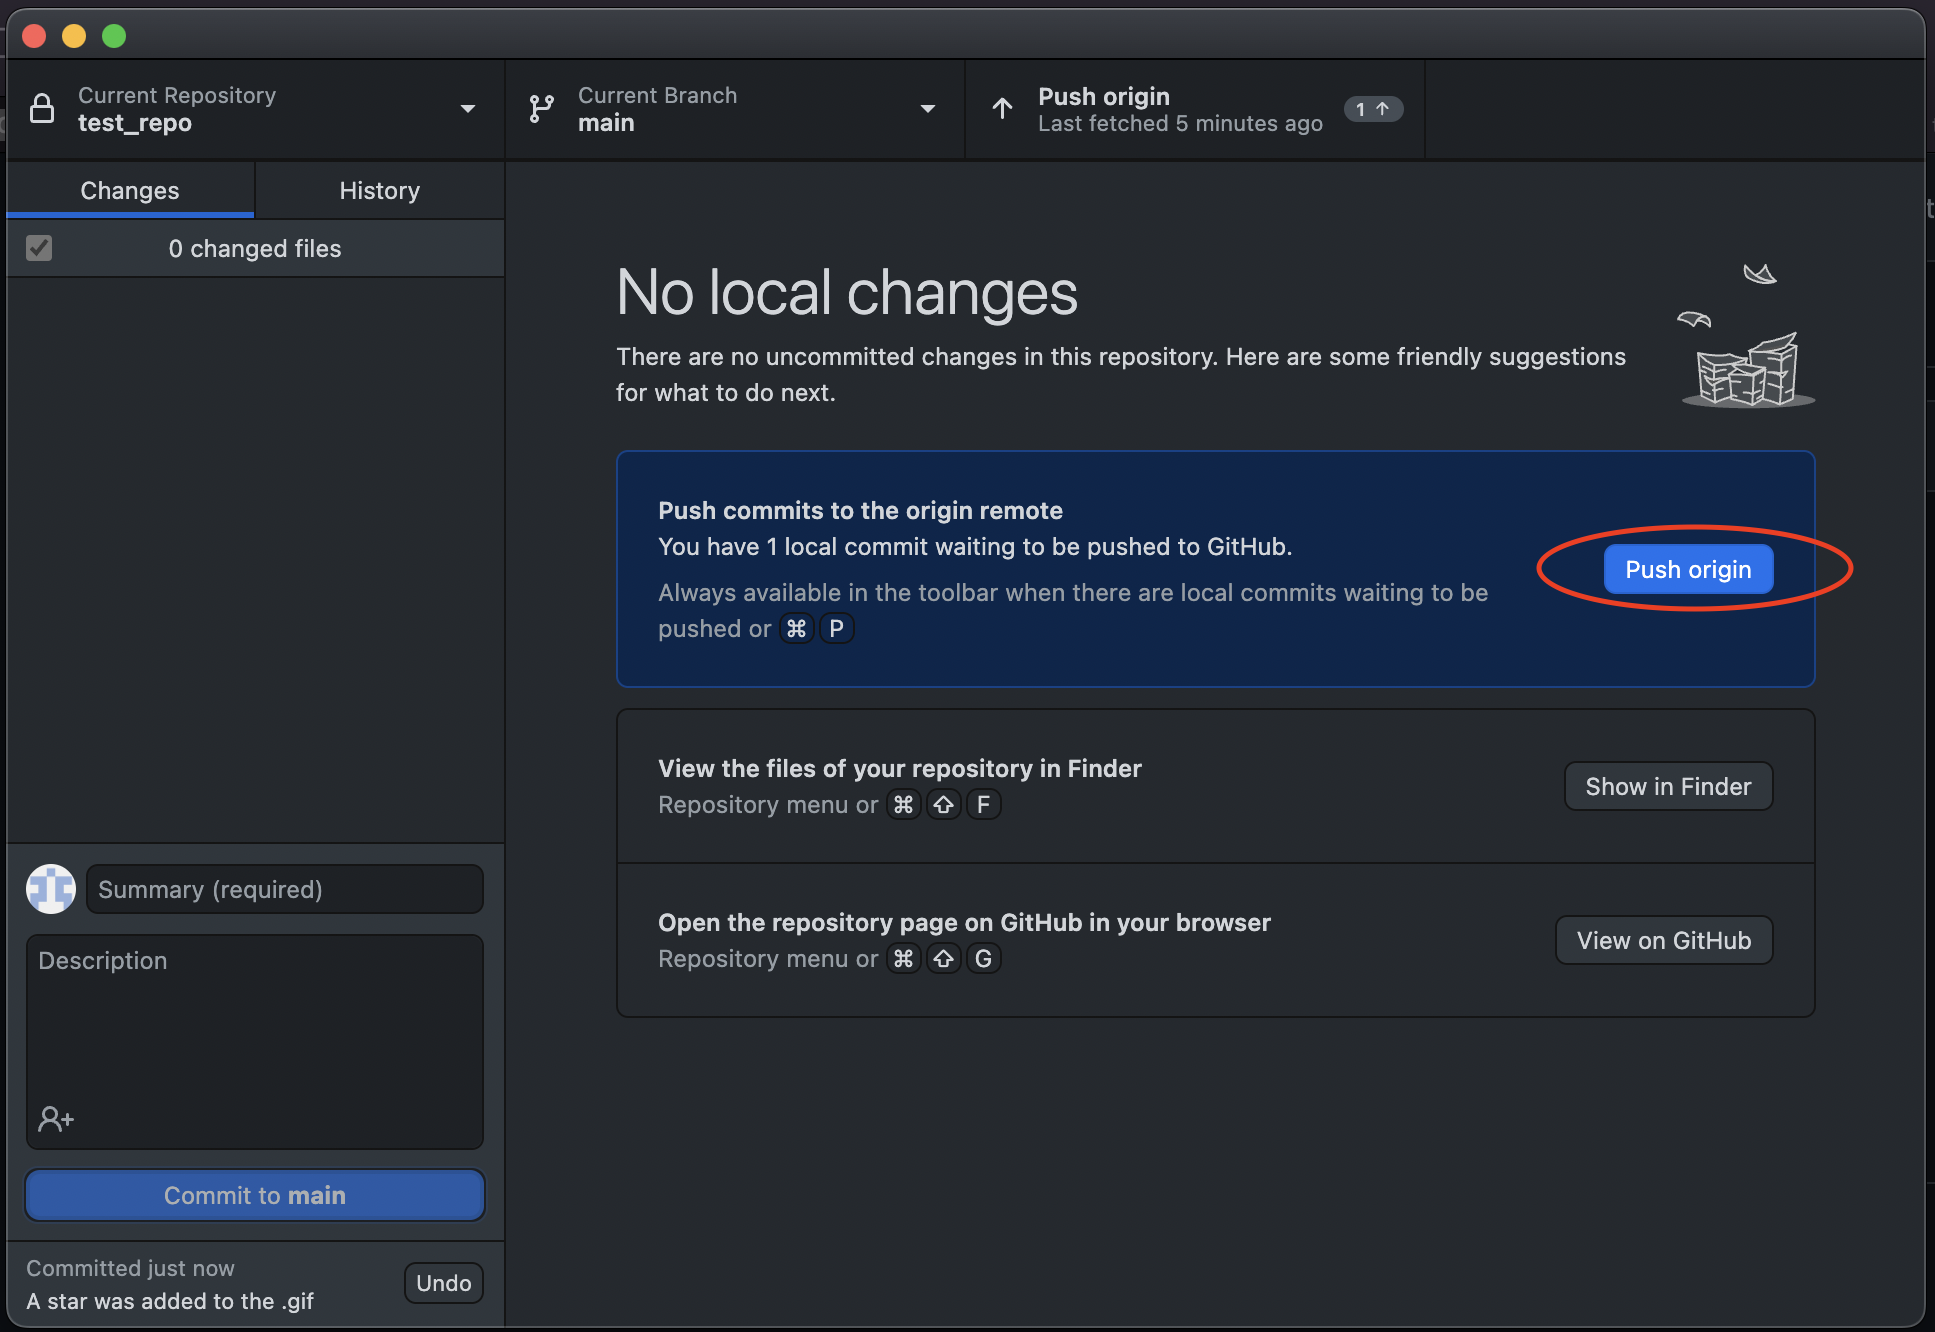 Current Repository
test_repo
Current Branch
main
Push origin
Last fetched 5 minutes ago
1 ↑
Changes
History
0 changed files
No local changes
There are no uncommitted changes in this repository. Here are some friendly suggestions
for what to do next.
Push commits to the origin remote
You have 1 local commit waiting to be pushed to GitHub.
Always available in the toolbar when there are local commits waiting to be
pushed or ⌘ P
Push origin
View the files of your repository in Finder
Repository menu or ⌘ ⇧ F
Show in Finder
Open the repository page on GitHub in your browser
Repository menu or ⌘ ⇧ G
View on GitHub
Summary (required)
Description
Commit to main
Committed just now
A star was added to the .gif
Undo